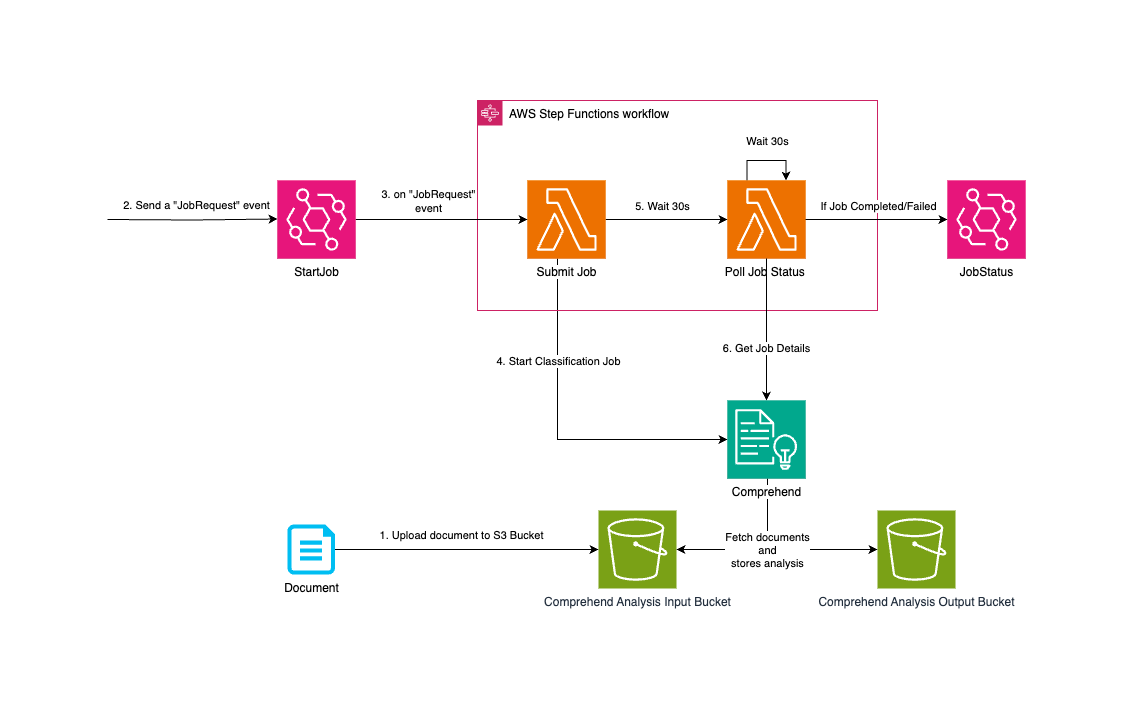 AWS Step Functions workflow
Wait 30s
2. Send a "JobRequest" event
3. on "JobRequest"
event
5. Wait 30s
If Job Completed/Failed
StartJob
Submit Job
Poll Job Status
JobStatus
4. Start Classification Job
6. Get Job Details
Comprehend
1. Upload document to S3 Bucket
Fetch documents
and
stores analysis
Document
Comprehend Analysis Input Bucket
Comprehend Analysis Output Bucket